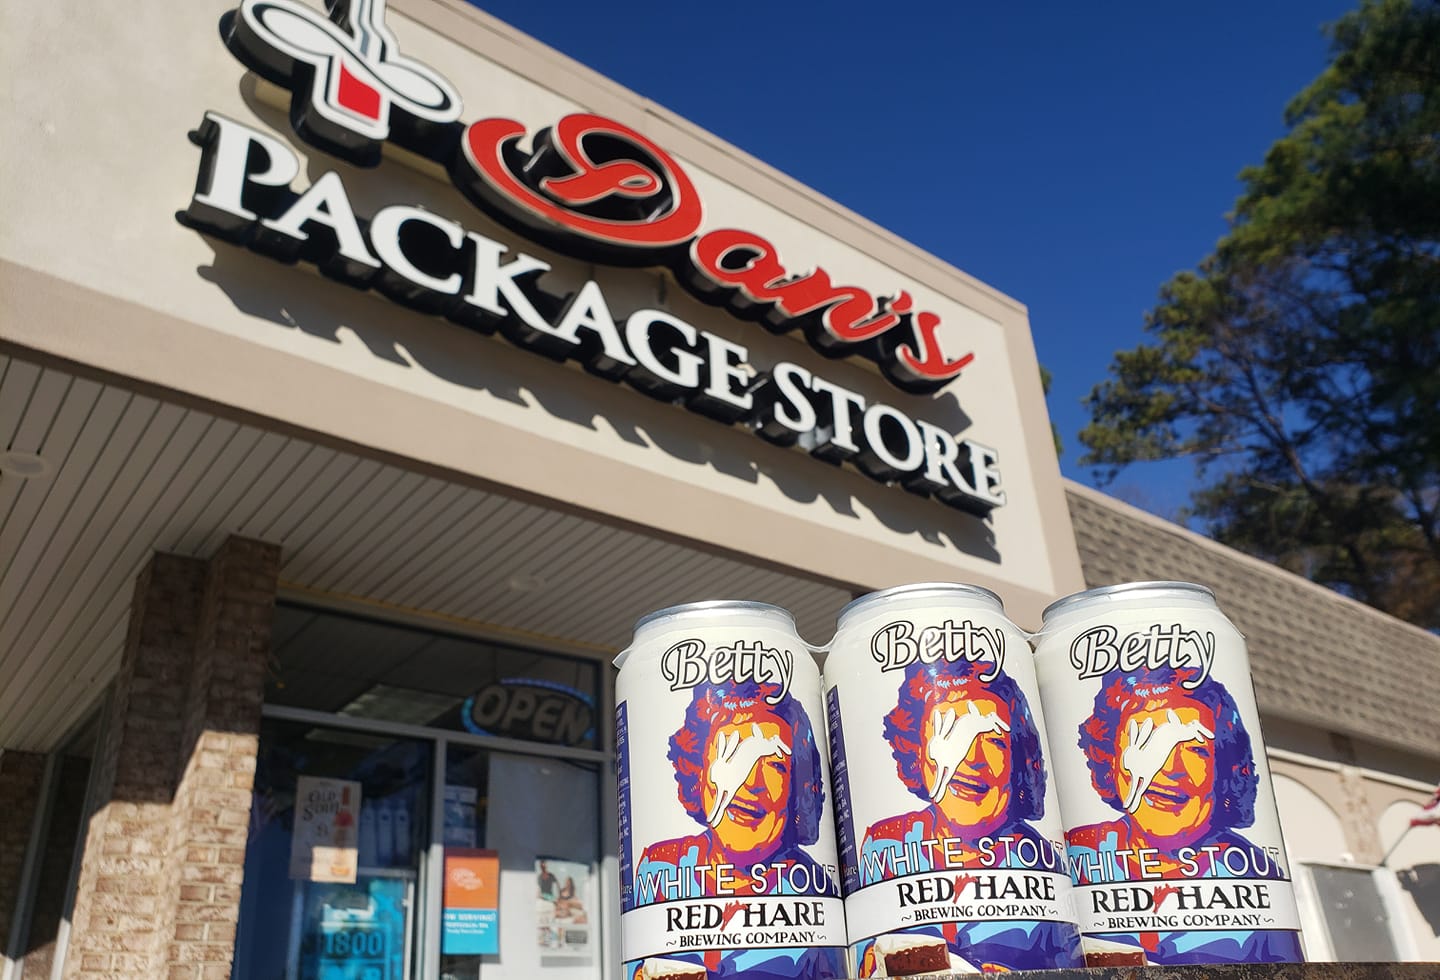 Dan's
PACKAGE STORE
OPEN
1800
Betty
WHITE STOUT
RED HARE
~ BREWING COMPANY ~
Betty
WHITE STOUT
RED HARE
~ BREWING COMPANY ~
Betty
WHITE STOUT
RED HARE
~ BREWING COMPANY ~